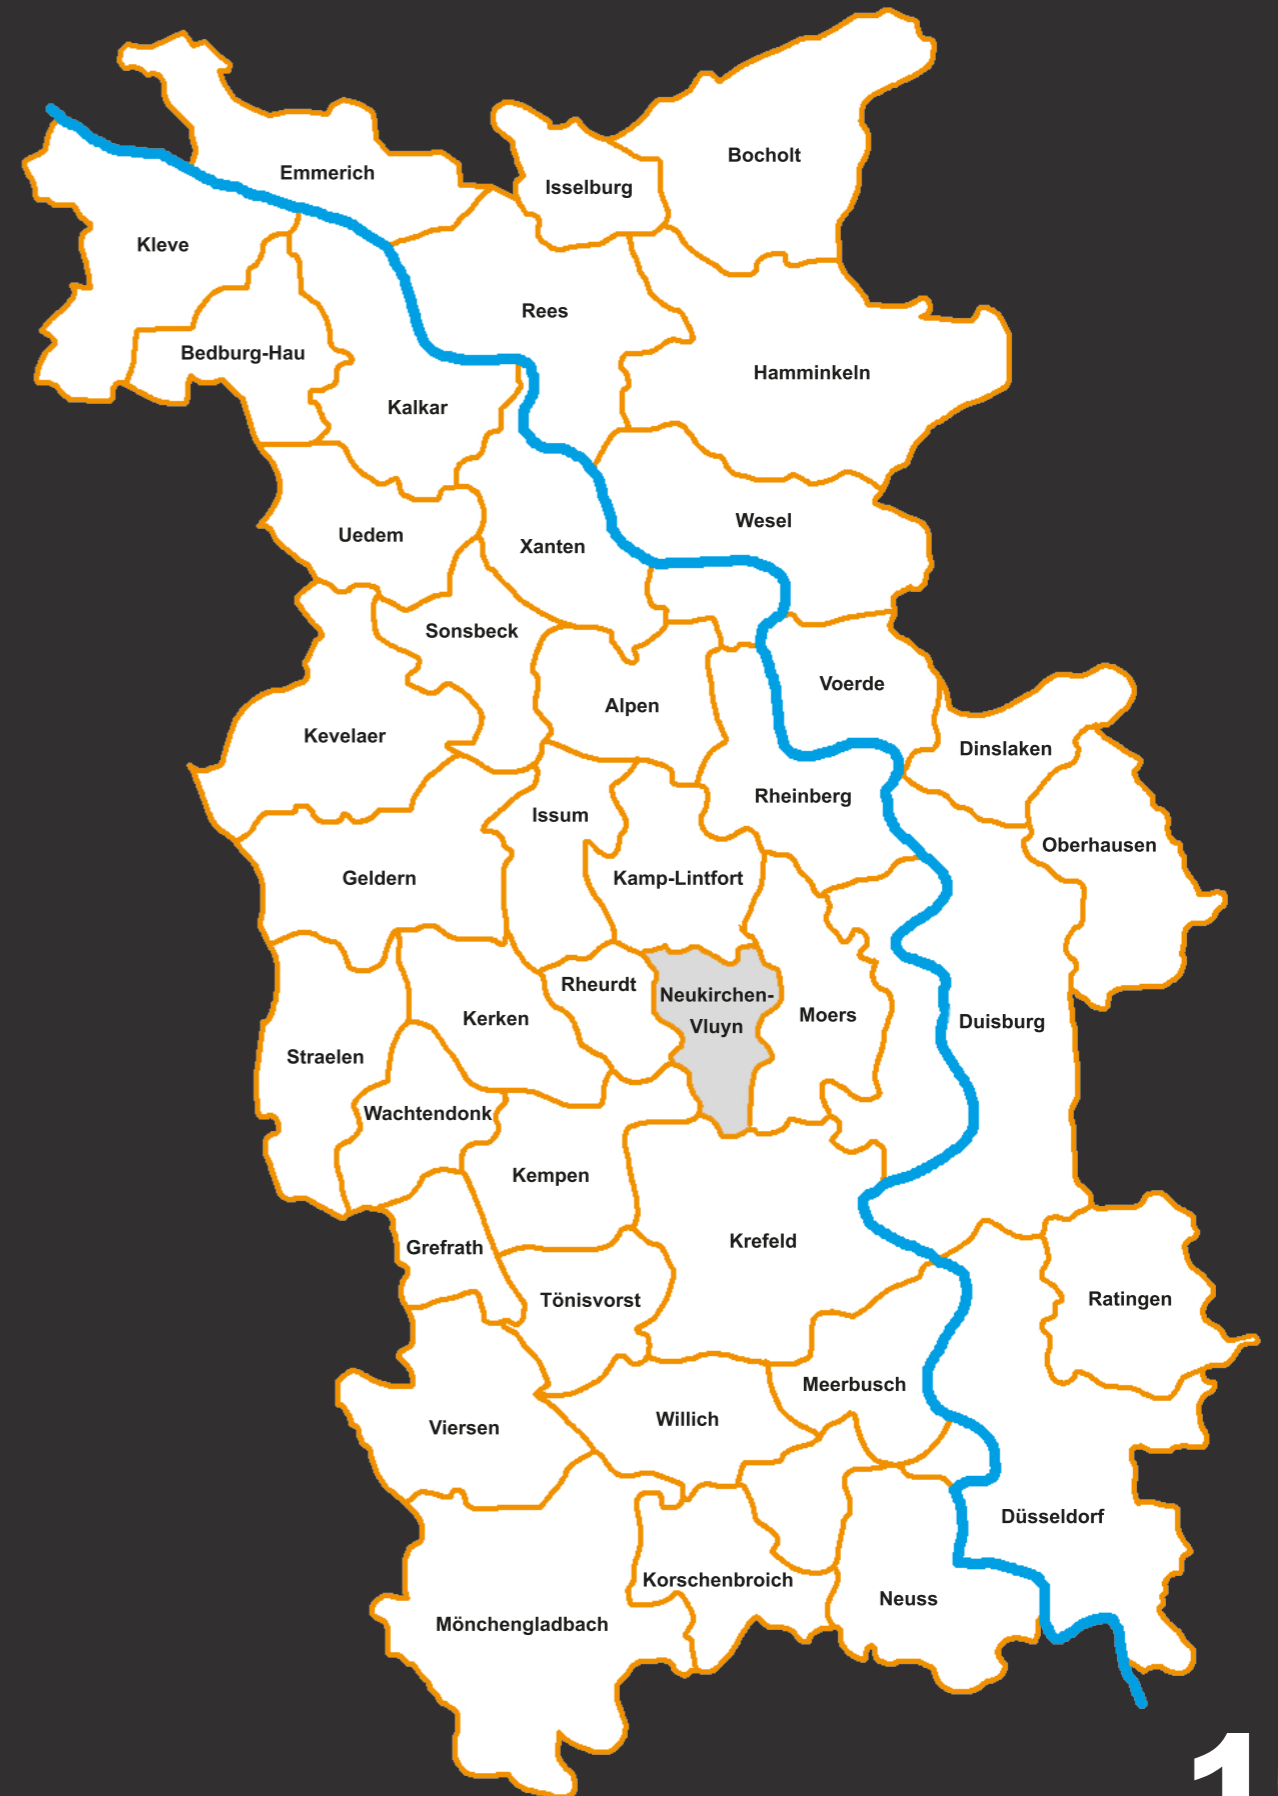 Bocholt
Emmerich
Isselburg
Kleve
Rees
Bedburg-Hau
Hamminkeln
Kalkar
Wesel
Uedem
Xanten
Sonsbeck
Voerde
Alpen
Kevelaer
Dinslaken
Rheinberg
Issum
Oberhausen
Geldern
Kamp-Lintfort
Rheurdt
Neukirchen-
Vluyn
Moers
Kerken
Duisburg
Straelen
Wachtendonk
Kempen
Krefeld
Grefrath
Tönisvorst
Ratingen
Meerbusch
Willich
Viersen
Düsseldorf
Korschenbroich
Neuss
Mönchengladbach
1